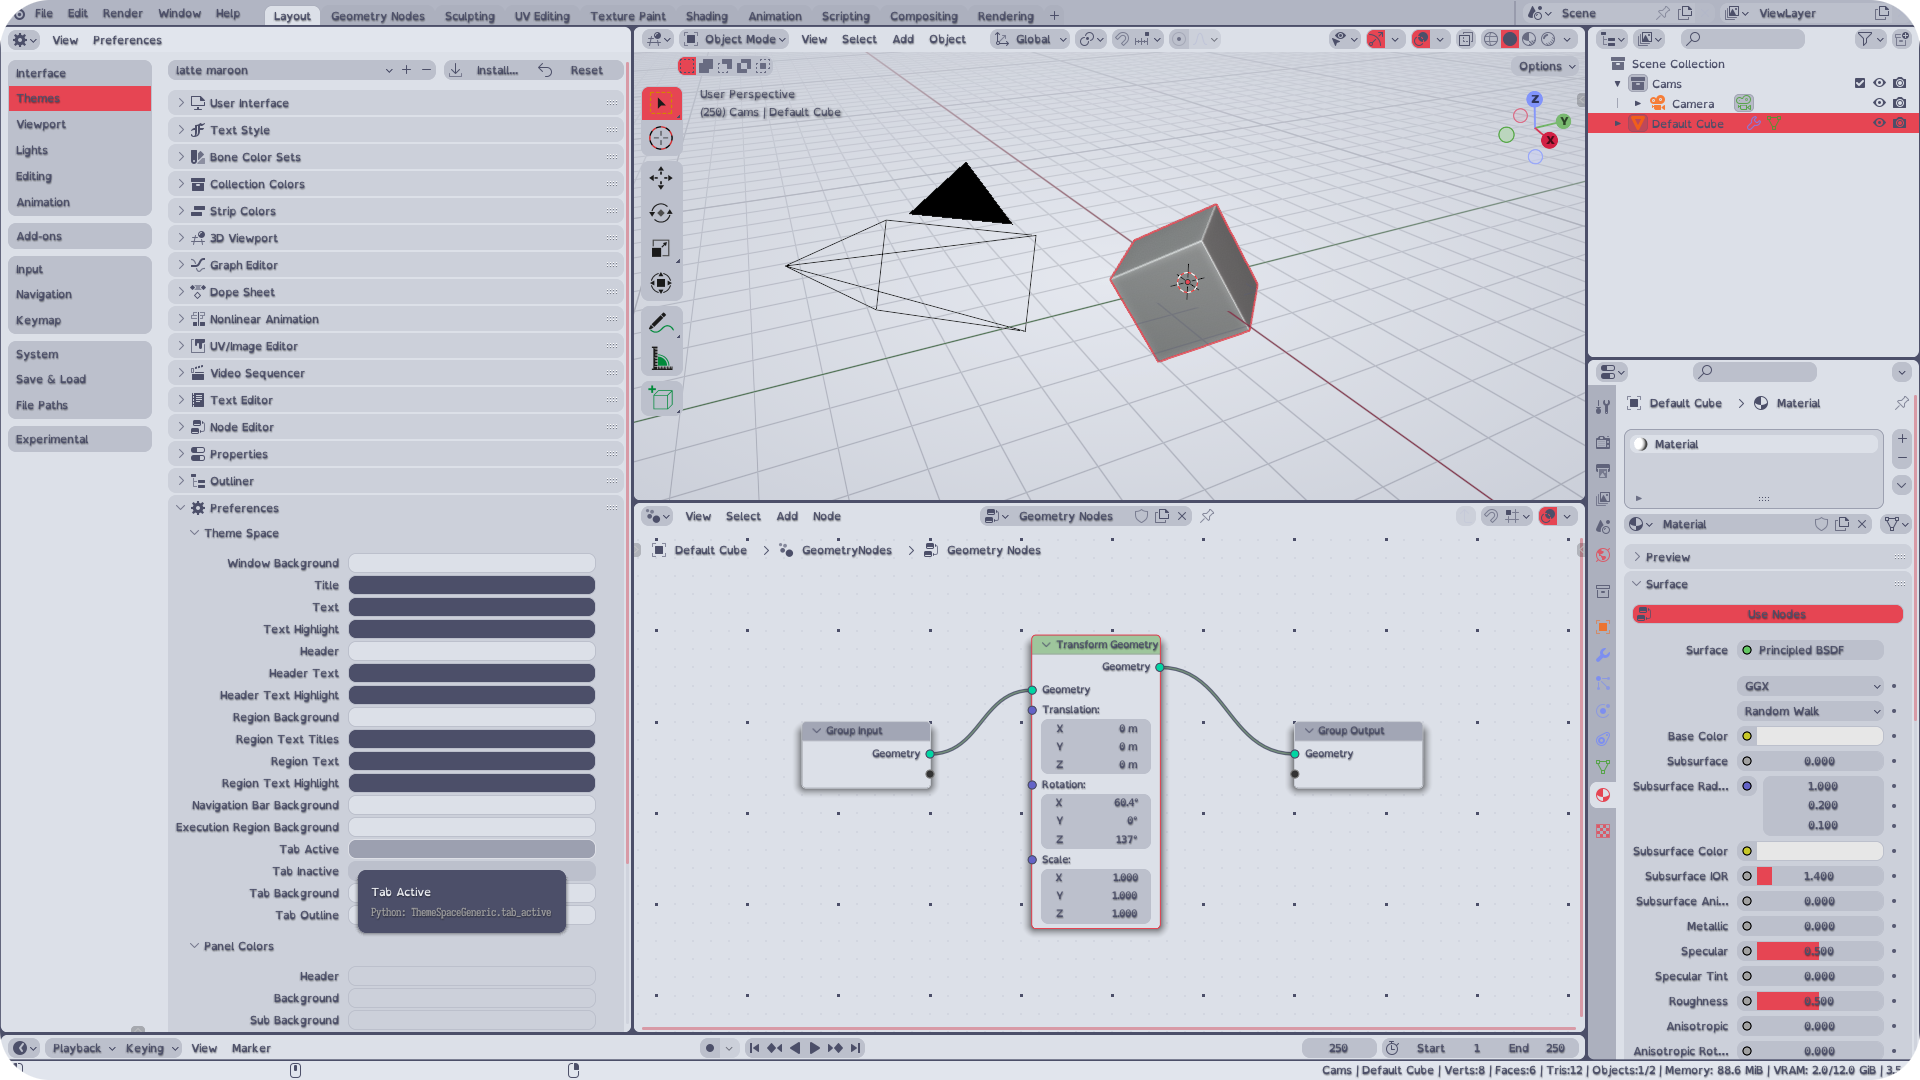 File Edit Render Window Help Layout Geometry Nodes Sculpting UV Editing Texture Paint Shading Animation Scripting Compositing Rendering + Scene ViewLayer
View Preferences
Interface
Themes
Viewport
Lights
Editing
Animation
Add-ons
Input
Navigation
Keymap
System
Save & Load
File Paths
Experimental
latte maroon Install... Reset
User Interface
Text Style
Bone Color Sets
Collection Colors
Strip Colors
3D Viewport
Graph Editor
Dope Sheet
Nonlinear Animation
UV/Image Editor
Video Sequencer
Text Editor
Node Editor
Properties
Outliner
Preferences
Theme Space
Window Background
Title
Text
Text Highlight
Header
Header Text
Header Text Highlight
Region Background
Region Text Titles
Region Text
Region Text Highlight
Navigation Bar Background
Execution Region Background
Tab Active
Tab Inactive
Tab Background
Tab Outline
Tab Active
Python: ThemeSpaceGeneric.tab_active
Panel Colors
Header
Background
Sub Background
Object Mode View Select Add Object Global
Options
User Perspective
(250) Cams | Default Cube
Z
Y
X
View Select Add Node Geometry Nodes
Default Cube > GeometryNodes > Geometry Nodes
Group Input
Geometry
Transform Geometry
Geometry
Geometry
Translation:
X 0 m
Y 0 m
Z 0 m
Rotation:
X 60.4°
Y 0°
Z 137°
Scale:
X 1.000
Y 1.000
Z 1.000
Group Output
Geometry
Scene Collection
Cams
Camera
Default Cube
Default Cube > Material
Material
Material
Preview
Surface
Use Nodes
Surface Principled BSDF
GGX
Random Walk
Base Color
Subsurface 0.000
Subsurface Rad... 1.000
0.200
0.100
Subsurface Color
Subsurface IOR 1.400
Subsurface Ani... 0.000
Metallic 0.000
Specular 0.500
Specular Tint 0.000
Roughness 0.500
Anisotropic 0.000
Anisotropic Rot... 0.000
Playback Keying View Marker 250 Start 1 End 250
Cams | Default Cube | Verts:8 | Faces:6 | Tris:12 | Objects:1/2 | Memory: 88.6 MiB | VRAM: 2.0/12.0 GiB | 3.5